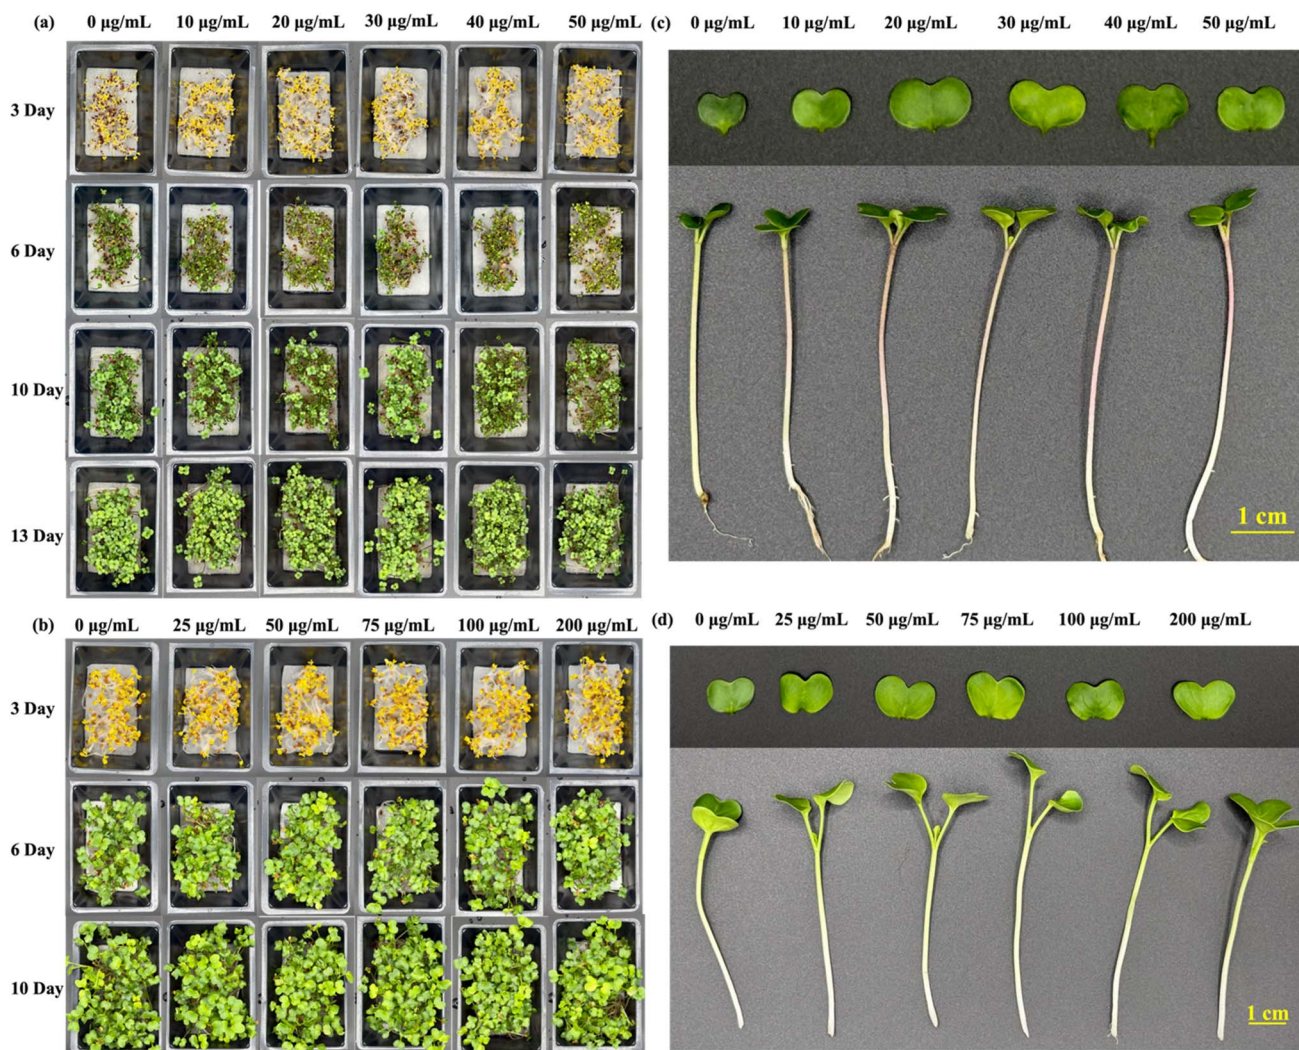 (a) 0 μg/mL 10 μg/mL 20 μg/mL 30 μg/mL 40 μg/mL 50 μg/mL
3 Day
6 Day
10 Day
13 Day
(b) 0 μg/mL 25 μg/mL 50 μg/mL 75 μg/mL 100 μg/mL 200 μg/mL
3 Day
6 Day
10 Day
(c) 0 μg/mL 10 μg/mL 20 μg/mL 30 μg/mL 40 μg/mL 50 μg/mL
1 cm
(d) 0 μg/mL 25 μg/mL 50 μg/mL 75 μg/mL 100 μg/mL 200 μg/mL
1 cm